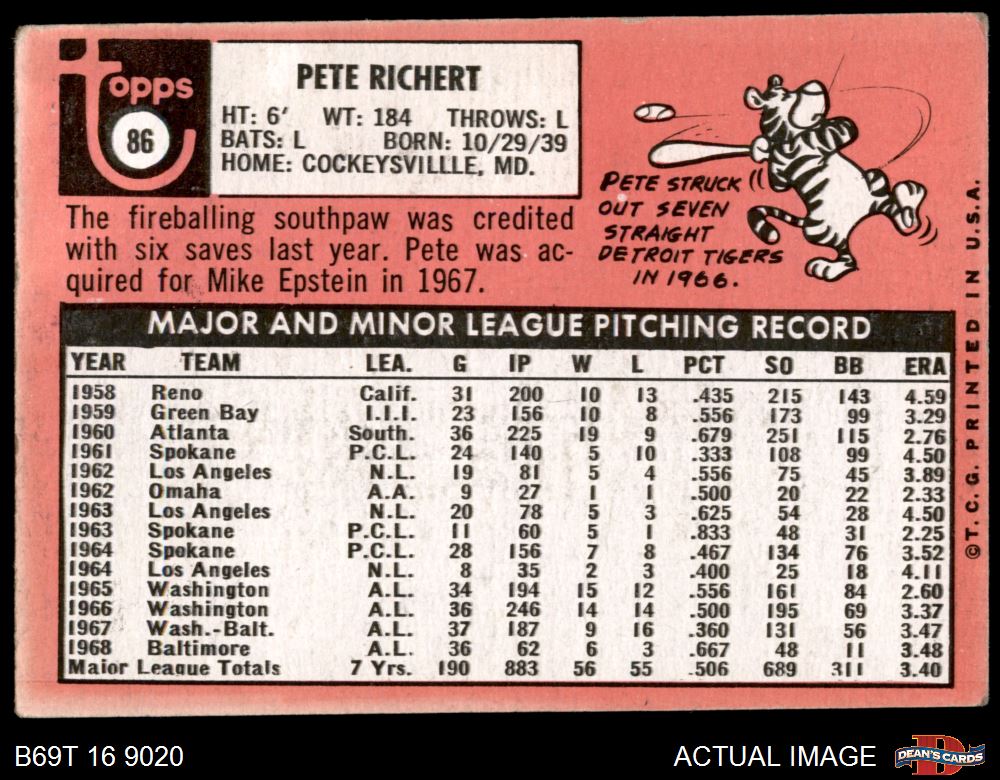 topps
86
PETE RICHERT
HT: 6' WT: 184 THROWS: L
BATS: L BORN: 10/29/39
HOME: COCKEYSVILLLE, MD.
The fireballing southpaw was credited
with six saves last year. Pete was ac-
quired for Mike Epstein in 1967.
PETE STRUCK
OUT SEVEN
STRAIGHT
DETROIT TIGERS
IN 1966.
MAJOR AND MINOR LEAGUE PITCHING RECORD
YEAR TEAM LEA. G IP W L PCT SO BB ERA
1958 Reno Calif. 31 200 10 13 .435 215 143 4.59
1959 Green Bay I.I.I. 23 156 10 8 .556 173 99 3.29
1960 Atlanta South. 36 225 19 9 .679 251 115 2.76
1961 Spokane P.C.L. 24 140 5 10 .333 108 99 4.50
1962 Los Angeles N.L. 19 81 5 4 .556 75 45 3.89
1962 Omaha A.A. 9 27 1 1 .500 20 22 2.33
1963 Los Angeles N.L. 20 78 5 3 .625 54 28 4.50
1963 Spokane P.C.L. 11 60 5 1 .833 48 31 2.25
1964 Spokane P.C.L. 28 156 7 8 .467 134 76 3.52
1964 Los Angeles N.L. 8 35 2 3 .400 25 18 4.11
1965 Washington A.L. 34 194 15 12 .556 161 84 2.60
1966 Washington A.L. 36 246 14 14 .500 195 69 3.37
1967 Wash.-Balt. A.L. 37 187 9 16 .360 131 56 3.47
1968 Baltimore A.L. 36 62 6 3 .667 48 11 3.48
Major League Totals 7 Yrs. 190 883 56 55 .506 689 311 3.40
© T. C. G. PRINTED IN U.S.A.
B69T 16 9020
ACTUAL IMAGE
DEAN'S CARDS